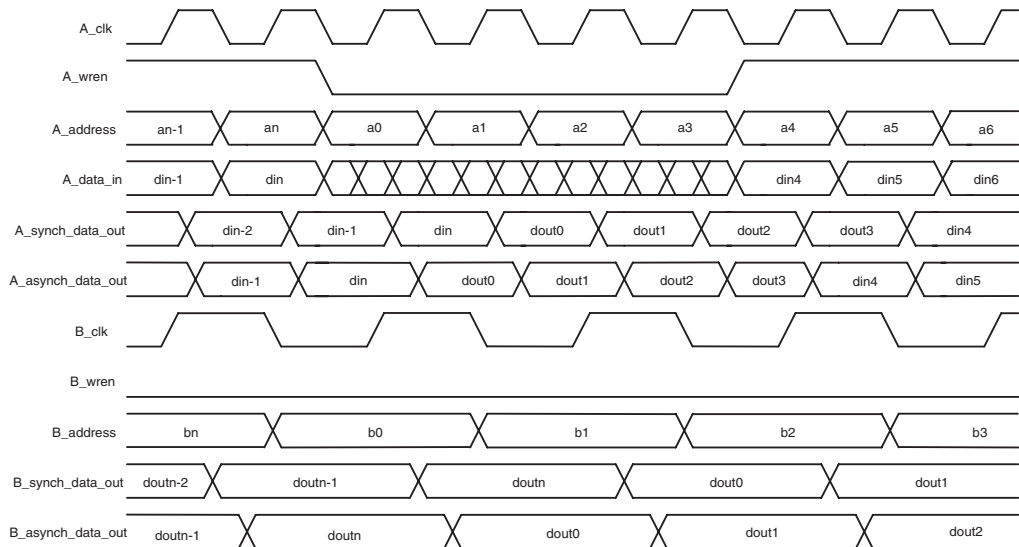 A_clk
A_wren
A_address an-1 an a0 a1 a2 a3 a4 a5 a6
A_data_in din-1 din din4 din5 din6
A_synch_data_out din-2 din-1 din dout0 dout1 dout2 dout3 din4
A_asynch_data_out din-1 din dout0 dout1 dout2 dout3 din4 din5
B_clk
B_wren
B_address bn b0 b1 b2 b3
B_synch_data_out doutn-2 doutn-1 doutn dout0 dout1
B_asynch_data_out doutn-1 doutn dout0 dout1 dout2